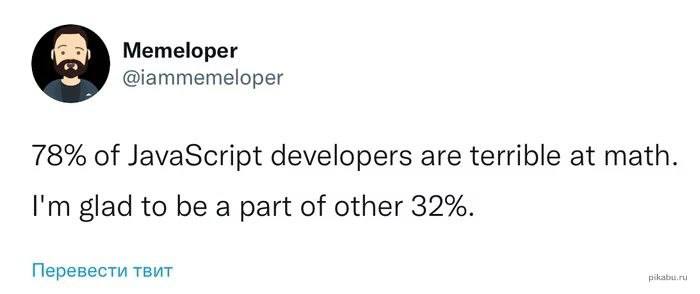 Memeloper
@iammemeloper
78% of JavaScript developers are terrible at math.
I'm glad to be a part of other 32%.
Перевести твит
pikabu.ru